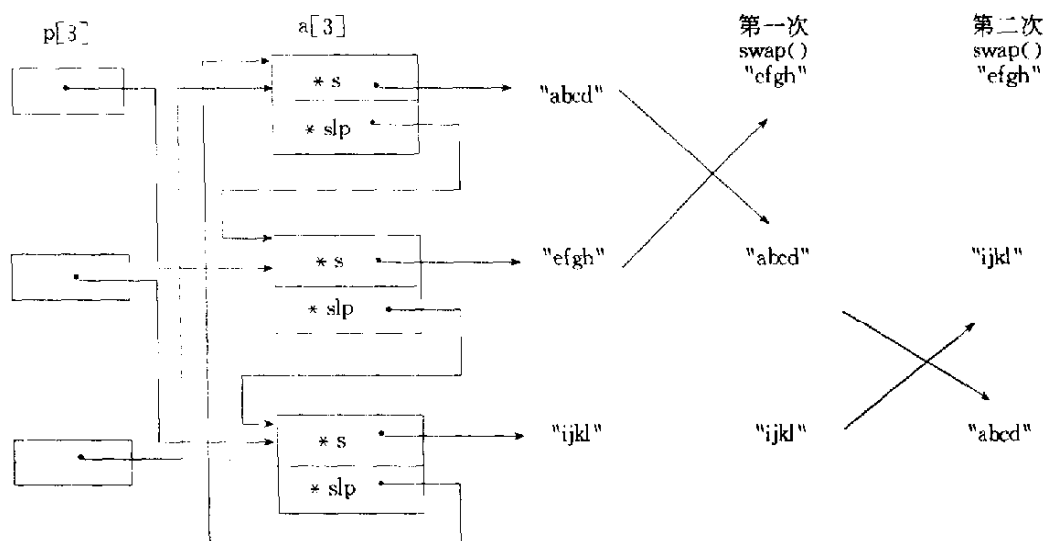 p[3] a[3] 第一次 第二次
swap() swap()
"efgh" "efgh"
* s "abcd"
* slp
* s "efgh" "abcd" "ijkl"
* slp
* s "ijkl" "ijkl" "abcd"
* slp